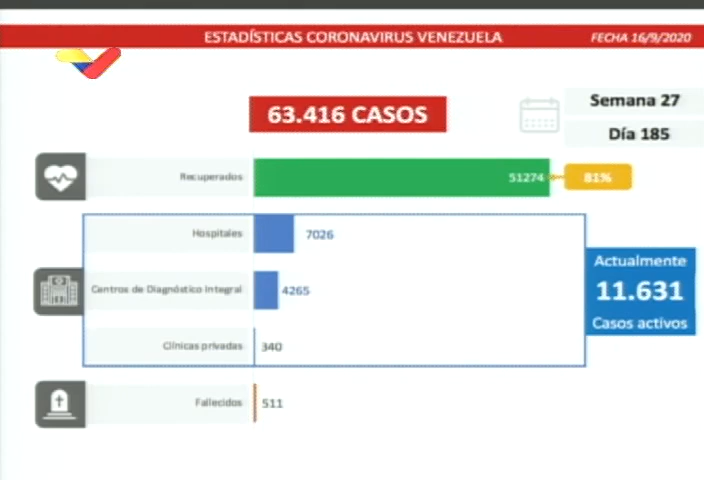 ESTADÍSTICAS CORONAVIRUS VENEZUELA
FECHA 16/9/2020
63.416 CASOS
Semana 27
Día 185
Recuperados
51274
81%
Hospitales
7026
Centros de Diagnóstico Integral
4265
Clínicas privadas
340
Actualmente
11.631
Casos activos
Fallecidos
511